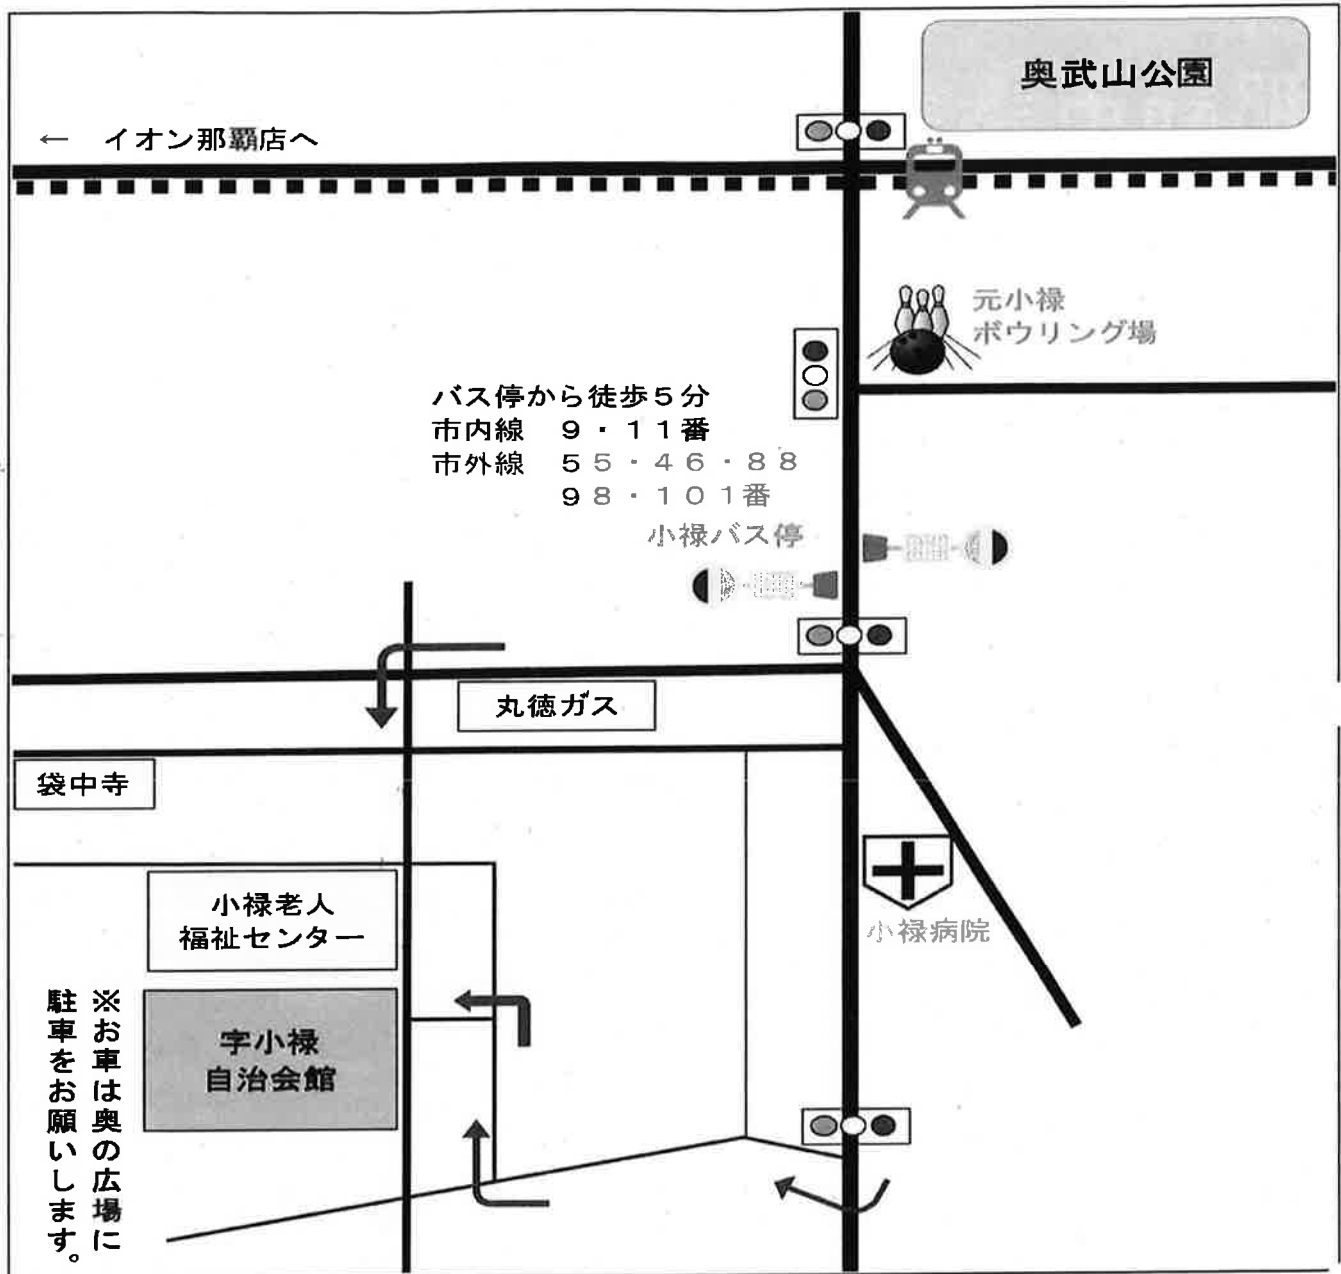 奥武山公園
← イオン那覇店へ
元小禄
ボウリング場
バス停から徒歩５分
市内線　９・１１番
市外線　５５・４６・８８
９８・１０１番
小禄バス停
丸徳ガス
袋中寺
小禄老人
福祉センター
小禄病院
字小禄
自治会館
※お車は奥の広場に
駐車をお願いします。